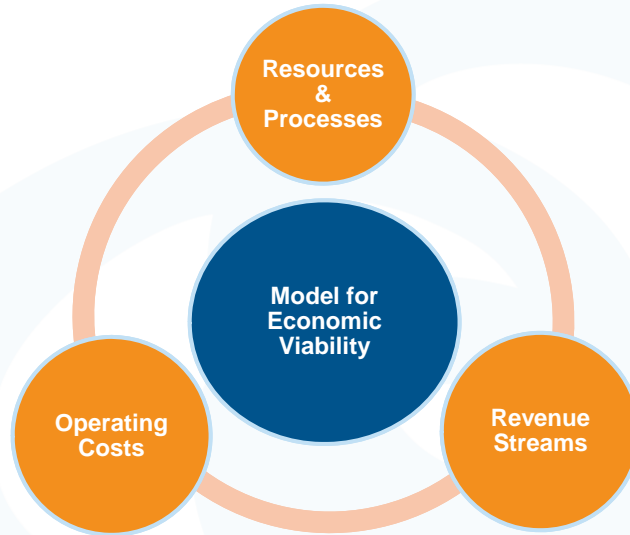 Resources
&
Processes
Model for
Economic
Viability
Operating
Costs
Revenue
Streams